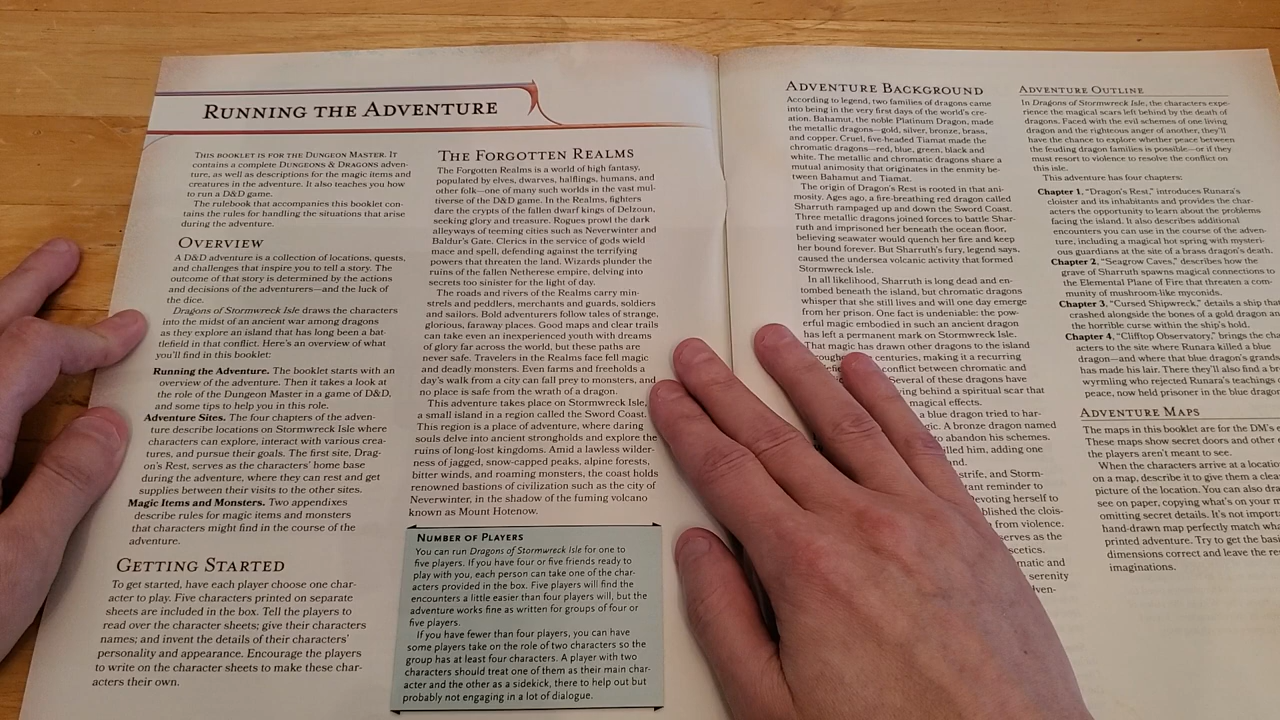 RUNNING THE ADVENTURE
THIS BOOKLET IS FOR THE DUNGEON MASTER. IT
contains a complete DUNGEONS & DRAGONS adven-
ture, as well as descriptions for the magic items and
creatures in the adventure. It also teaches you how
to run a D&D game.
The rulebook that accompanies this booklet con-
tains the rules for handling the situations that arise
during the adventure.
OVERVIEW
A D&D adventure is a collection of locations, quests,
and challenges that inspire you to tell a story. The
outcome of that story is determined by the actions
and decisions of the adventurers—and the luck of
the dice.
Dragons of Stormwreck Isle draws the characters
into the midst of an ancient war among dragons
as they explore an island that has long been a bat-
tlefield in that conflict. Here's an overview of what
you'll find in this booklet:
Running the Adventure. The booklet starts with an
overview of the adventure. Then it takes a look at
the role of the Dungeon Master in a game of D&D,
and some tips to help you in this role.
Adventure Sites. The four chapters of the adven-
ture describe locations on Stormwreck Isle where
characters can explore, interact with various crea-
tures, and pursue their goals. The first site, Drag-
on's Rest, serves as the characters' home base
during the adventure, where they can rest and get
supplies between their visits to the other sites.
Magic Items and Monsters. Two appendixes
describe rules for magic items and monsters
that characters might find in the course of the
adventure.
GETTING STARTED
To get started, have each player choose one char-
acter to play. Five characters printed on separate
sheets are included in the box. Tell the players to
read over the character sheets; give their characters
names; and invent the details of their characters'
personality and appearance. Encourage the players
to write on the character sheets to make these char-
acters their own.
THE FORGOTTEN REALMS
The Forgotten Realms is a world of high fantasy,
populated by elves, dwarves, halflings, humans, and
other folk—one of many such worlds in the vast mul-
tiverse of the D&D game. In the Realms, fighters
dare the crypts of the fallen dwarf kings of Delzoun,
seeking glory and treasure. Rogues prowl the dark
alleyways of teeming cities such as Neverwinter and
Baldur's Gate. Clerics in the service of gods wield
mace and spell, defending against the terrifying
powers that threaten the land. Wizards plunder the
ruins of the fallen Netherese empire, delving into
secrets too sinister for the light of day.
The roads and rivers of the Realms carry min-
strels and peddlers, merchants and guards, soldiers
and sailors. Bold adventurers follow tales of strange,
glorious, faraway places. Good maps and clear trails
can take even an inexperienced youth with dreams
of glory far across the world, but these paths are
never safe. Travelers in the Realms face fell magic
and deadly monsters. Even farms and freeholds a
day's walk from a city can fall prey to monsters, and
no place is safe from the wrath of a dragon.
This adventure takes place on Stormwreck Isle,
a small island in a region called the Sword Coast.
This region is a place of adventure, where daring
souls delve into ancient strongholds and explore the
ruins of long-lost kingdoms. Amid a lawless wilder-
ness of jagged, snow-capped peaks, alpine forests,
bitter winds, and roaming monsters, the coast holds
renowned bastions of civilization such as the city of
Neverwinter, in the shadow of the fuming volcano
known as Mount Hotenow.
NUMBER OF PLAYERS
You can run Dragons of Stormwreck Isle for one to
five players. If you have four or five friends ready to
play with you, each person can take one of the char-
acters provided in the box. Five players will find the
encounters a little easier than four players will, but the
adventure works fine as written for groups of four or
five players.
If you have fewer than four players, you can have
some players take on the role of two characters so the
group has at least four characters. A player with two
characters should treat one of them as their main char-
acter and the other as a sidekick, there to help out but
probably not engaging in a lot of dialogue.
ADVENTURE BACKGROUND
According to legend, two families of dragons came
into being in the very first days of the world's cre-
ation. Bahamut, the noble Platinum Dragon, made
the metallic dragons—gold, silver, bronze, brass,
and copper. Cruel, five-headed Tiamat made the
chromatic dragons—red, blue, green, black and
white. The metallic and chromatic dragons share a
mutual animosity that originates in the enmity be-
tween Bahamut and Tiamat.
The origin of Dragon's Rest is rooted in that ani-
mosity. Ages ago, a fire-breathing red dragon called
Sharruth rampaged up and down the Sword Coast.
Three metallic dragons joined forces to battle Shar-
ruth and imprisoned her beneath the ocean floor,
believing seawater would quench her fire and keep
her bound forever. But Sharruth's fury, legend says,
caused the undersea volcanic activity that formed
Stormwreck Isle.
In all likelihood, Sharruth is long dead and en-
tombed beneath the island, but chromatic dragons
whisper that she still lives and will one day emerge
from her prison. One fact is undeniable: the pow-
erful magic embodied in such an ancient dragon
has left a permanent mark on Stormwreck Isle.
That magic has drawn other dragons to the island
centuries, making it a recurring
conflict between chromatic and
Several of these dragons have
ving behind a spiritual scar that
magical effects.
a blue dragon tried to har-
gic. A bronze dragon named
to abandon his schemes.
illed him, adding one
nd.
strife, and Storm-
tant reminder to
evoting herself to
blished the clois-
from violence.
serves as the
scetics.
matic and
serenity
ven-
ADVENTURE OUTLINE
In Dragons of Stormwreck Isle, the characters expe-
rience the magical scars left behind by the death of
dragons. Faced with the evil schemes of one living
dragon and the righteous anger of another, they'll
have the chance to explore whether peace between
the feuding dragon families is possible—or if they
must resort to violence to resolve the conflict on
this isle.
This adventure has four chapters:
Chapter 1, "Dragon's Rest," introduces Runara's
cloister and its inhabitants and provides the char-
acters the opportunity to learn about the problems
facing the island. It also describes additional
encounters you can use in the course of the adven-
ture, including a magical hot spring with mysteri-
ous guardians at the site of a brass dragon's death.
Chapter 2, "Seagrow Caves," describes how the
grave of Sharruth spawns magical connections to
the Elemental Plane of Fire that threaten a com-
munity of mushroom-like myconids.
Chapter 3, "Cursed Shipwreck," details a ship tha
crashed alongside the bones of a gold dragon an
the horrible curse within the ship's hold.
Chapter 4, "Clifftop Observatory," brings the cha
acters to the site where Runara killed a blue
dragon—and where that blue dragon's grands
has made his lair. There they'll also find a br
wyrmling who rejected Runara's teachings
peace, now held prisoner in the blue drago
ADVENTURE MAPS
The maps in this booklet are for the DM's e
These maps show secret doors and other
the players aren't meant to see.
When the characters arrive at a locatio
on a map, describe it to give them a clea
picture of the location. You can also dra
see on paper, copying what's on your m
omitting secret details. It's not importa
hand-drawn map perfectly match wha
printed adventure. Try to get the basi
dimensions correct and leave the re
imaginations.